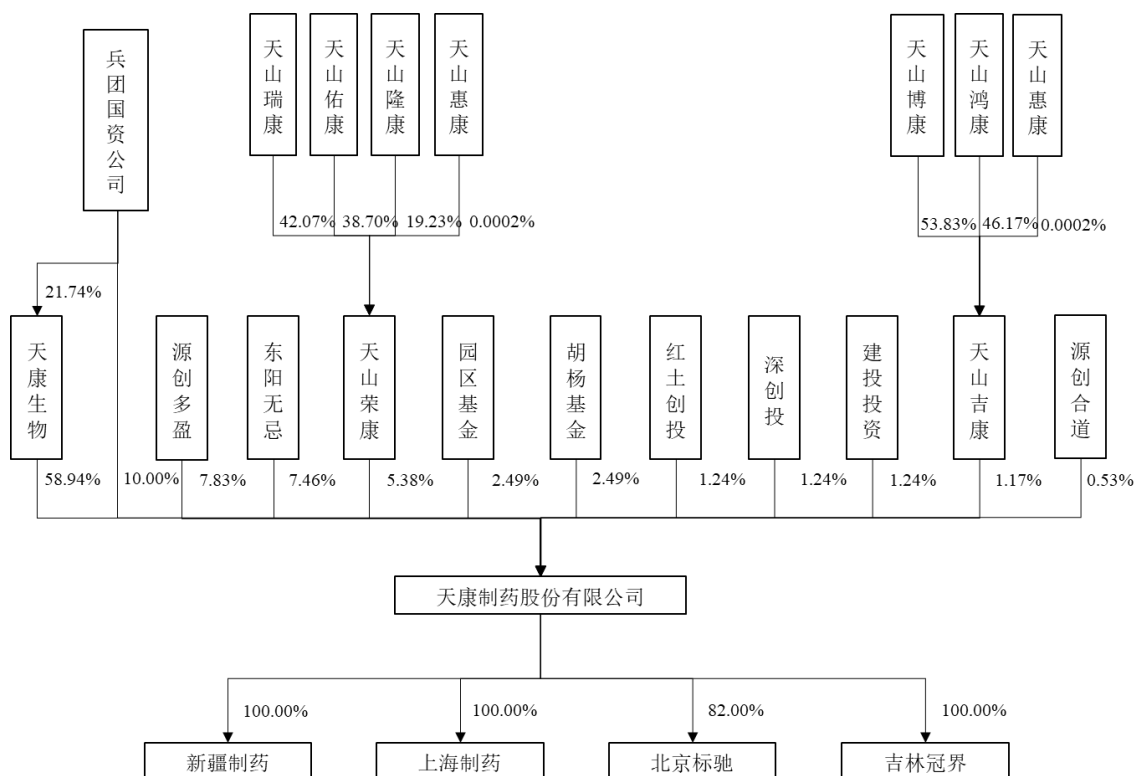 兵团国资公司
天山瑞康
天山佑康
天山隆康
天山惠康
天山博康
天山鸿康
天山惠康
42.07%
38.70%
19.23%
0.0002%
53.83%
46.17%
0.0002%
21.74%
天康生物
源创多盈
东阳无忌
天山荣康
园区基金
胡杨基金
红土创投
深创投
建投投资
天山吉康
源创合道
58.94%
10.00%
7.83%
7.46%
5.38%
2.49%
2.49%
1.24%
1.24%
1.24%
1.17%
0.53%
天康制药股份有限公司
100.00%
100.00%
82.00%
100.00%
新疆制药
上海制药
北京标驰
吉林冠界